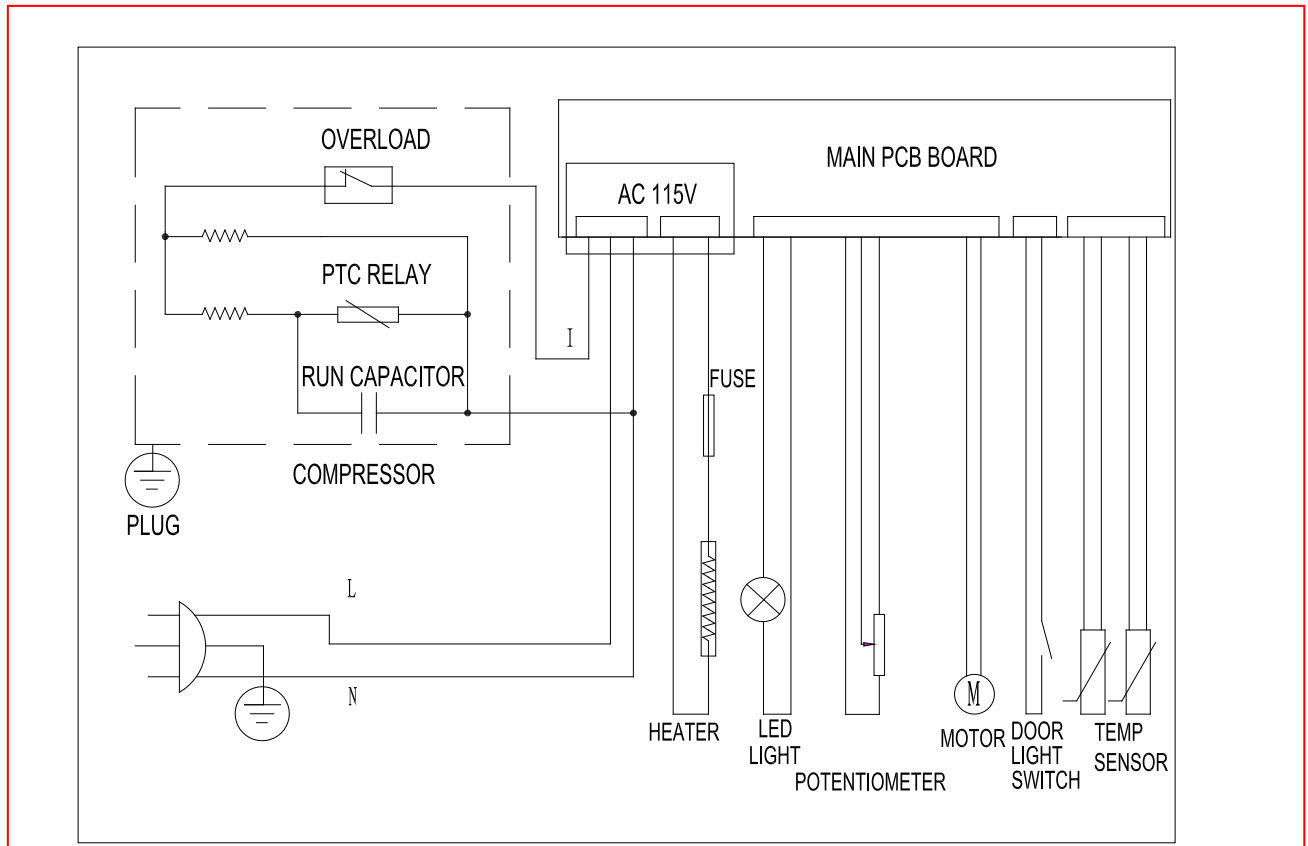 OVERLOAD
MAIN PCB BOARD
AC 115V
PTC RELAY
I
RUN CAPACITOR
FUSE
COMPRESSOR
PLUG
L
N
HEATER
LED
LIGHT
POTENTIOMETER
M
MOTOR
DOOR
LIGHT
SWITCH
TEMP
SENSOR